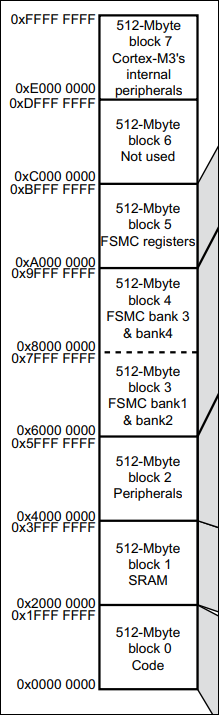 0xFFFF FFFF
512-Mbyte
block 7
Cortex-M3's
internal
peripherals
0xE000 0000
0xDFFF FFFF
512-Mbyte
block 6
Not used
0xC000 0000
0xBFFF FFFF
512-Mbyte
block 5
FSMC registers
0xA000 0000
0x9FFF FFFF
512-Mbyte
block 4
FSMC bank 3
& bank4
0x8000 0000
0x7FFF FFFF
512-Mbyte
block 3
FSMC bank1
& bank2
0x6000 0000
0x5FFF FFFF
512-Mbyte
block 2
Peripherals
0x4000 0000
0x3FFF FFFF
512-Mbyte
block 1
SRAM
0x2000 0000
0x1FFF FFFF
512-Mbyte
block 0
Code
0x0000 0000